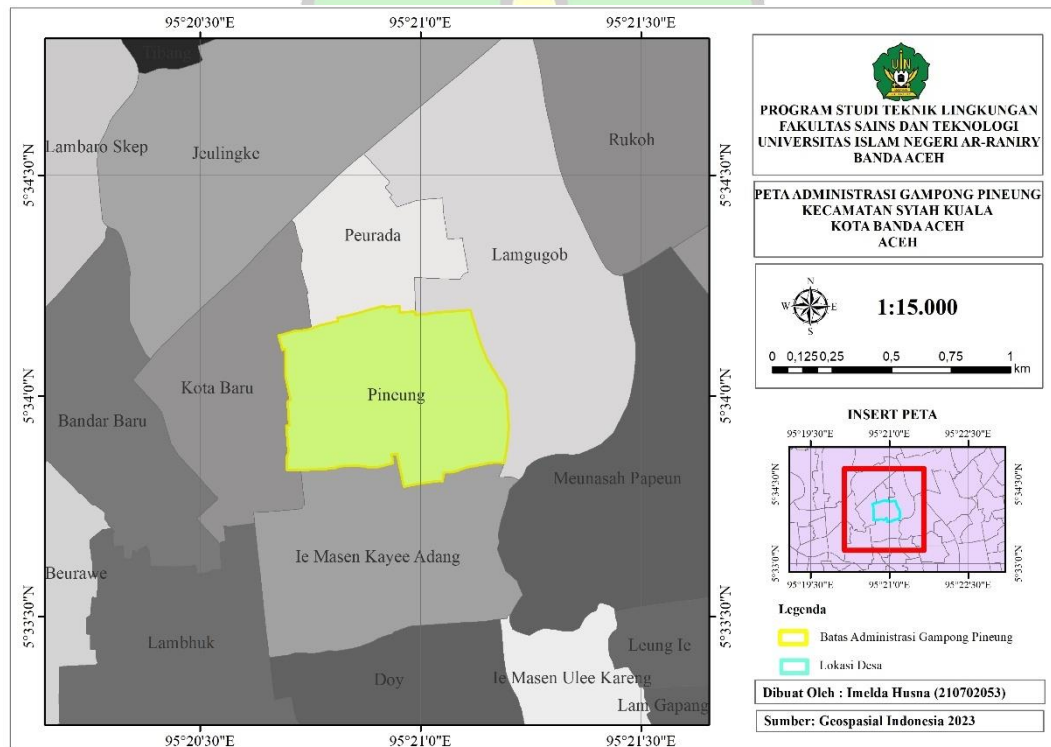 95°20'30"E 95°21'0"E 95°21'30"E
Tibang
Lambaro Skep
Jeulingke
Rukoh
5°34'30"N 5°34'30"N
Peurada
Lamgugob
Kota Baru
Pineung
5°34'0"N 5°34'0"N
Bandar Baru
Meunasah Papeun
Ie Masen Kayee Adang
Beurawe
5°33'30"N 5°33'30"N
Lambhuk
Leung Ie
Doy
Ie Masen Ulee Kareng
Lam Gapang
95°20'30"E 95°21'0"E 95°21'30"E
UIN
PROGRAM STUDI TEKNIK LINGKUNGAN
FAKULTAS SAINS DAN TEKNOLOGI
UNIVERSITAS ISLAM NEGERI AR-RANIRY
BANDA ACEH
PETA ADMINISTRASI GAMPONG PINEUNG
KECAMATAN SYIAH KUALA
KOTA BANDA ACEH
ACEH
N
W E
S
1:15.000
0 0,125 0,25 0,5 0,75 1
km
INSERT PETA
95°19'30"E 95°21'0"E 95°22'30"E
5°34'30"N 5°34'30"N
5°33'0"N 5°33'0"N
95°19'30"E 95°21'0"E 95°22'30"E
Legenda
Batas Administrasi Gampong Pineung
Lokasi Desa
Dibuat Oleh : Imelda Husna (210702053)
Sumber: Geospasial Indonesia 2023